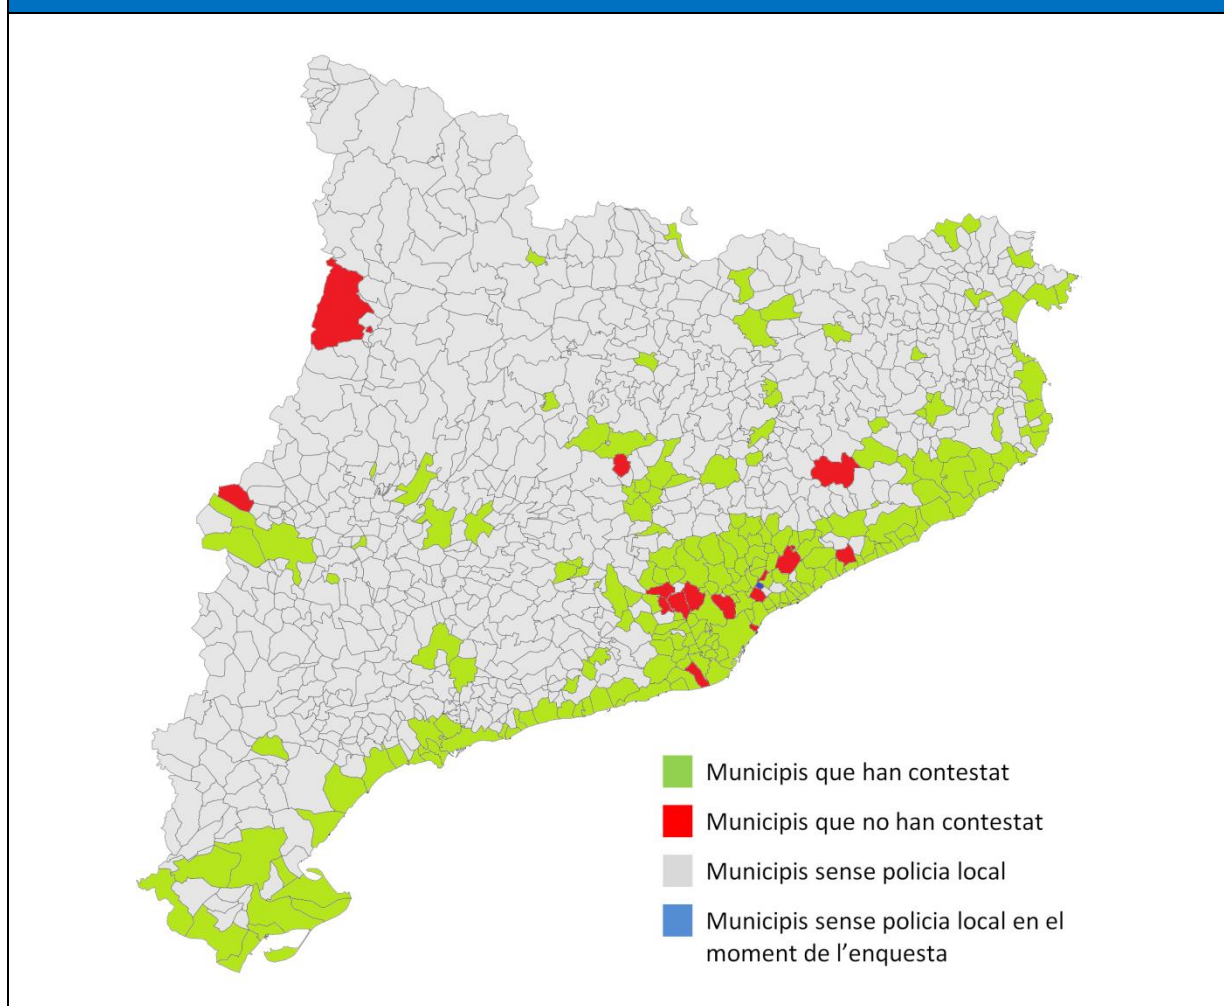 Municipis que han contestat
Municipis que no han contestat
Municipis sense policia local
Municipis sense policia local en el
moment de l’enquesta